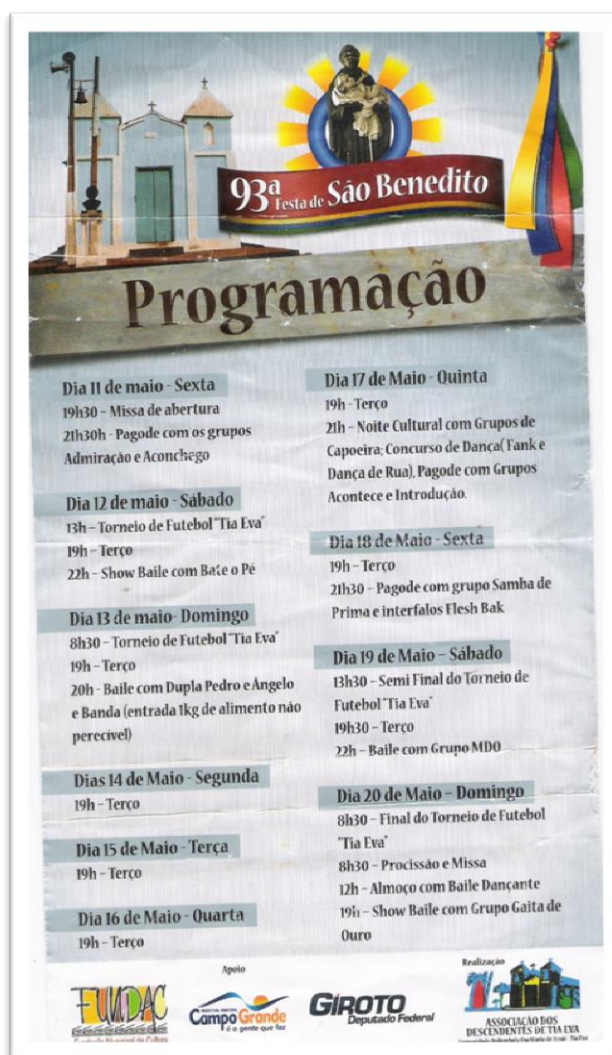 93ª Festa de São Benedito
Programação
Dia 11 de maio - Sexta
19h30 – Missa de abertura
21h30h - Pagode com os grupos
Admiração e Aconchego
Dia 12 de maio - Sábado
13h – Torneio de Futebol "Tia Eva"
19h – Terço
22h – Show Baile com Bate o Pé
Dia 13 de maio- Domingo
8h30 – Torneio de Futebol "Tia Eva"
19h – Terço
20h - Baile com Dupla Pedro e Ângelo
e Banda (entrada 1kg de alimento não
perecível)
Dias 14 de Maio - Segunda
19h – Terço
Dia 15 de Maio - Terça
19h – Terço
Dia 16 de Maio - Quarta
19h – Terço
Dia 17 de Maio - Quinta
19h - Terço
21h – Noite Cultural com Grupos de
Capoeira; Concurso de Dança( Fank e
Dança de Rua), Pagode com Grupos
Acontece e Introdução.
Dia 18 de Maio - Sexta
19h – Terço
21h30 - Pagode com grupo Samba de
Prima e interfalos Flesh Bak
Dia 19 de Maio – Sábado
13h30 – Semi Final do Torneio de
Futebol "Tia Eva"
19h30 – Terço
22h – Baile com Grupo MDO
Dia 20 de Maio – Domingo
8h30 – Final do Torneio de Futebol
"Tia Eva"
8h30 – Procissão e Missa
12h – Almoço com Baile Dançante
19h – Show Baile com Grupo Gaita de
Ouro
Apoio
FUNDAC
Fundação Municipal de Cultura
Campo Grande
é a gente que faz
GIROTO
Deputado Federal
Realização
ASSOCIAÇÃO DOS
DESCENDENTES DE TIA EVA